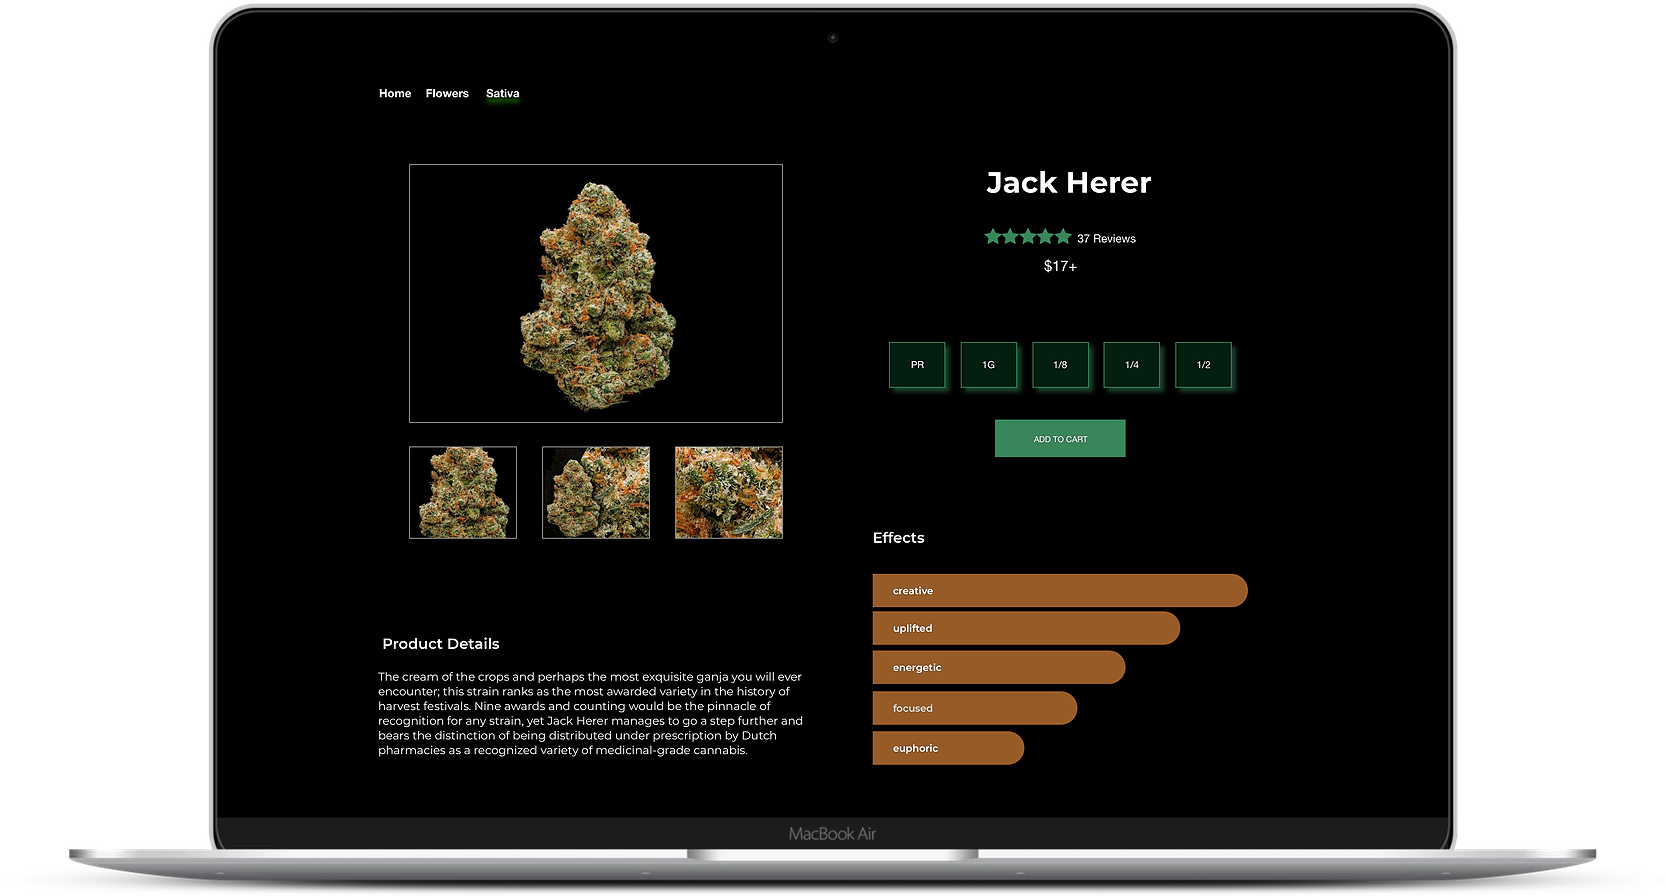 Home Flowers Sativa
Jack Herer
37 Reviews
$17+
PR 1G 1/8 1/4 1/2
ADD TO CART
Effects
creative
uplifted
energetic
focused
euphoric
Product Details
The cream of the crops and perhaps the most exquisite ganja you will ever
encounter; this strain ranks as the most awarded variety in the history of
harvest festivals. Nine awards and counting would be the pinnacle of
recognition for any strain, yet Jack Herer manages to go a step further and
bears the distinction of being distributed under prescription by Dutch
pharmacies as a recognized variety of medicinal-grade cannabis.
MacBook Air